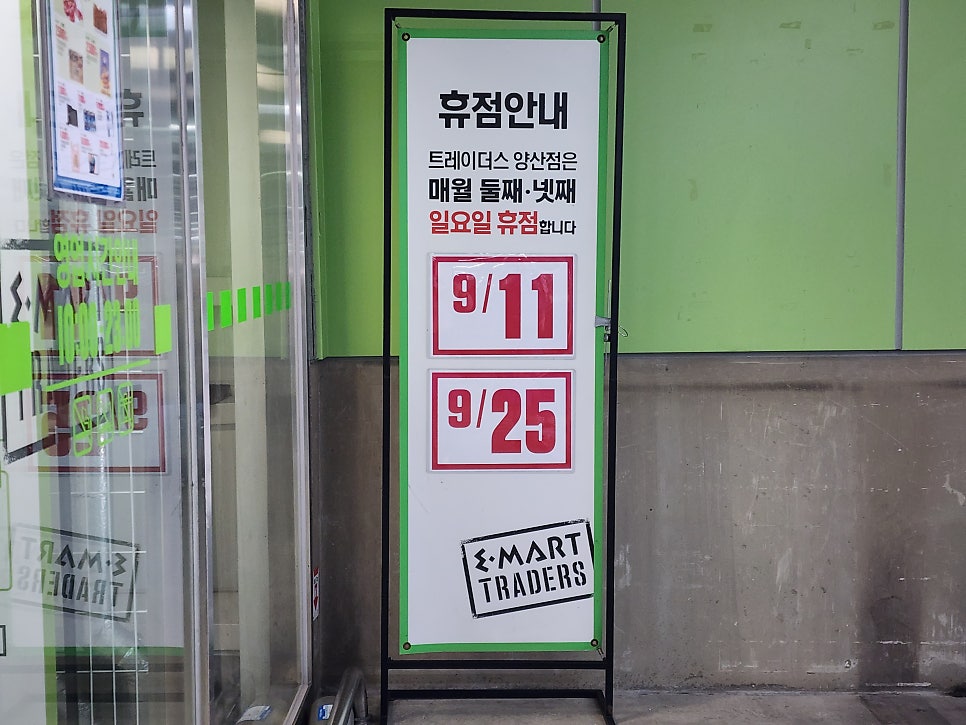 휴점안내
트레이더스 양산점은
매월 둘째·넷째
일요일 휴점합니다
9/11
9/25
E·MART
TRADERS